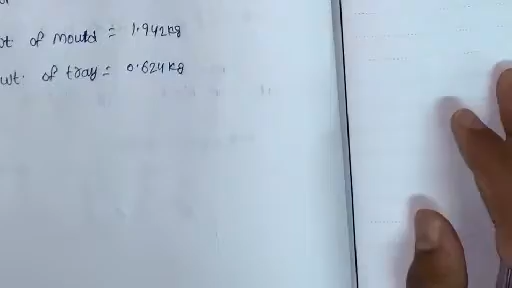 of mould = 1.942kg
wt. of tray = 0.624kg